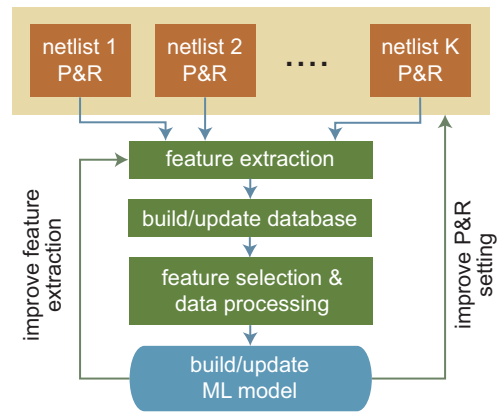 netlist 1
P&R
netlist 2
P&R
....
netlist K
P&R
feature extraction
build/update database
feature selection &
data processing
build/update
ML model
improve feature
extraction
improve P&R
setting